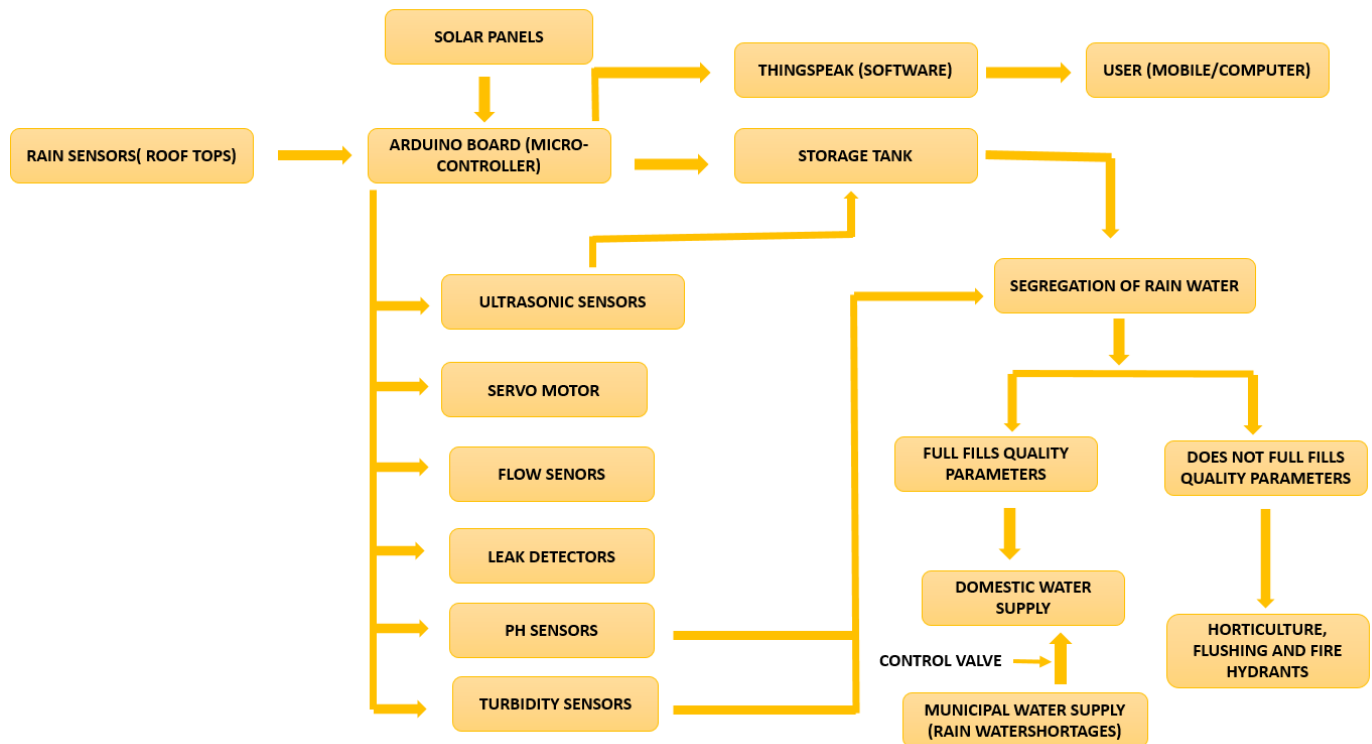 SOLAR PANELS
THINGSPEAK (SOFTWARE)
USER (MOBILE/COMPUTER)
RAIN SENSORS( ROOF TOPS)
ARDUINO BOARD (MICRO-
CONTROLLER)
STORAGE TANK
ULTRASONIC SENSORS
SEGREGATION OF RAIN WATER
SERVO MOTOR
FLOW SENORS
FULL FILLS QUALITY
PARAMETERS
DOES NOT FULL FILLS
QUALITY PARAMETERS
LEAK DETECTORS
DOMESTIC WATER
SUPPLY
PH SENSORS
HORTICULTURE,
FLUSHING AND FIRE
HYDRANTS
CONTROL VALVE
TURBIDITY SENSORS
MUNICIPAL WATER SUPPLY
(RAIN WATERSHORTAGES)